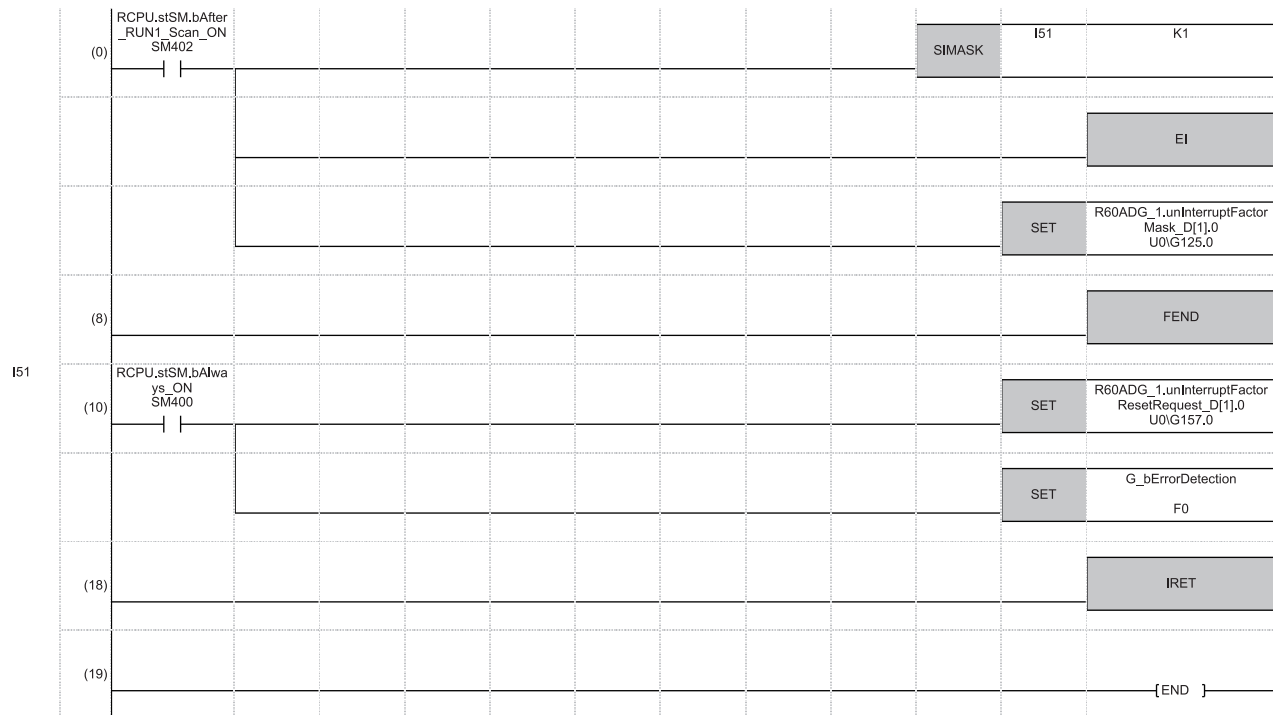 RCPU.stSM.bAfter
_RUN1_Scan_ON
SM402
(0)
SIMASK
I51
K1
EI
SET
R60ADG_1.unInterruptFactor
Mask_D[1].0
U0\G125.0
(8)
FEND
I51
RCPU.stSM.bAlwa
ys_ON
SM400
(10)
SET
R60ADG_1.unInterruptFactor
ResetRequest_D[1].0
U0\G157.0
SET
G_bErrorDetection
F0
(18)
IRET
(19)
[END ]